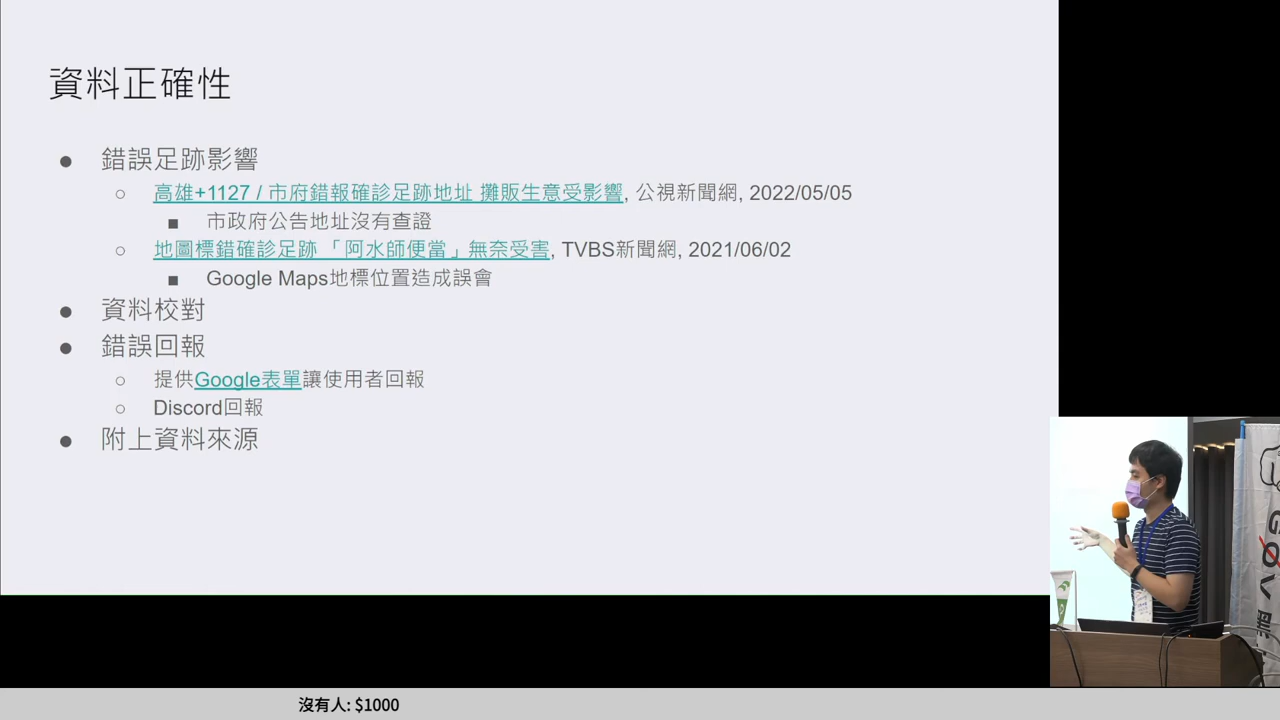 資料正確性
● 錯誤足跡影響
○ 高雄+1127 / 市府錯報確診足跡地址 攤販生意受影響, 公視新聞網, 2022/05/05
■ 市政府公告地址沒有查證
○ 地圖標錯確診足跡 「阿水師便當」無奈受害, TVBS新聞網, 2021/06/02
■ Google Maps地標位置造成誤會
● 資料校對
● 錯誤回報
○ 提供Google表單讓使用者回報
○ Discord回報
● 附上資料來源
G0V
沒有人: $1000